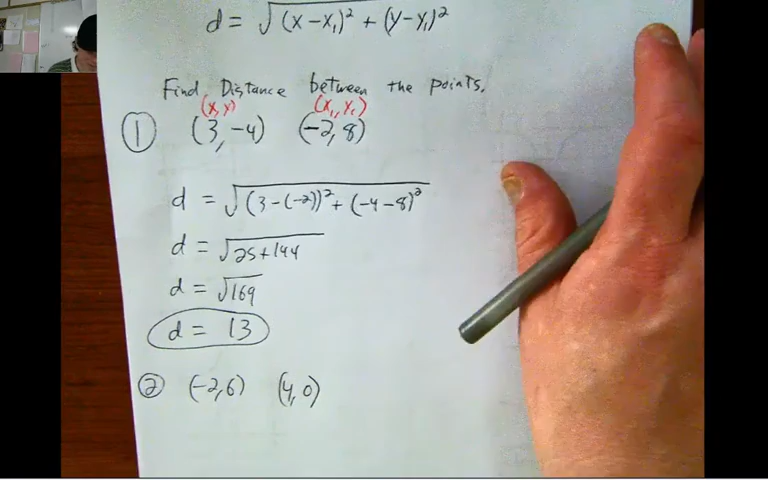 d = √(x-x₁)² + (y-y₁)²
Find Distance between the points.
(x,y) (x₁, y₁)
① (3,-4) (-2,8)
d = √(3-(-2))² + (-4-8)²
d = √25+144
d = √169
d = 13
② (-2,6) (4,0)